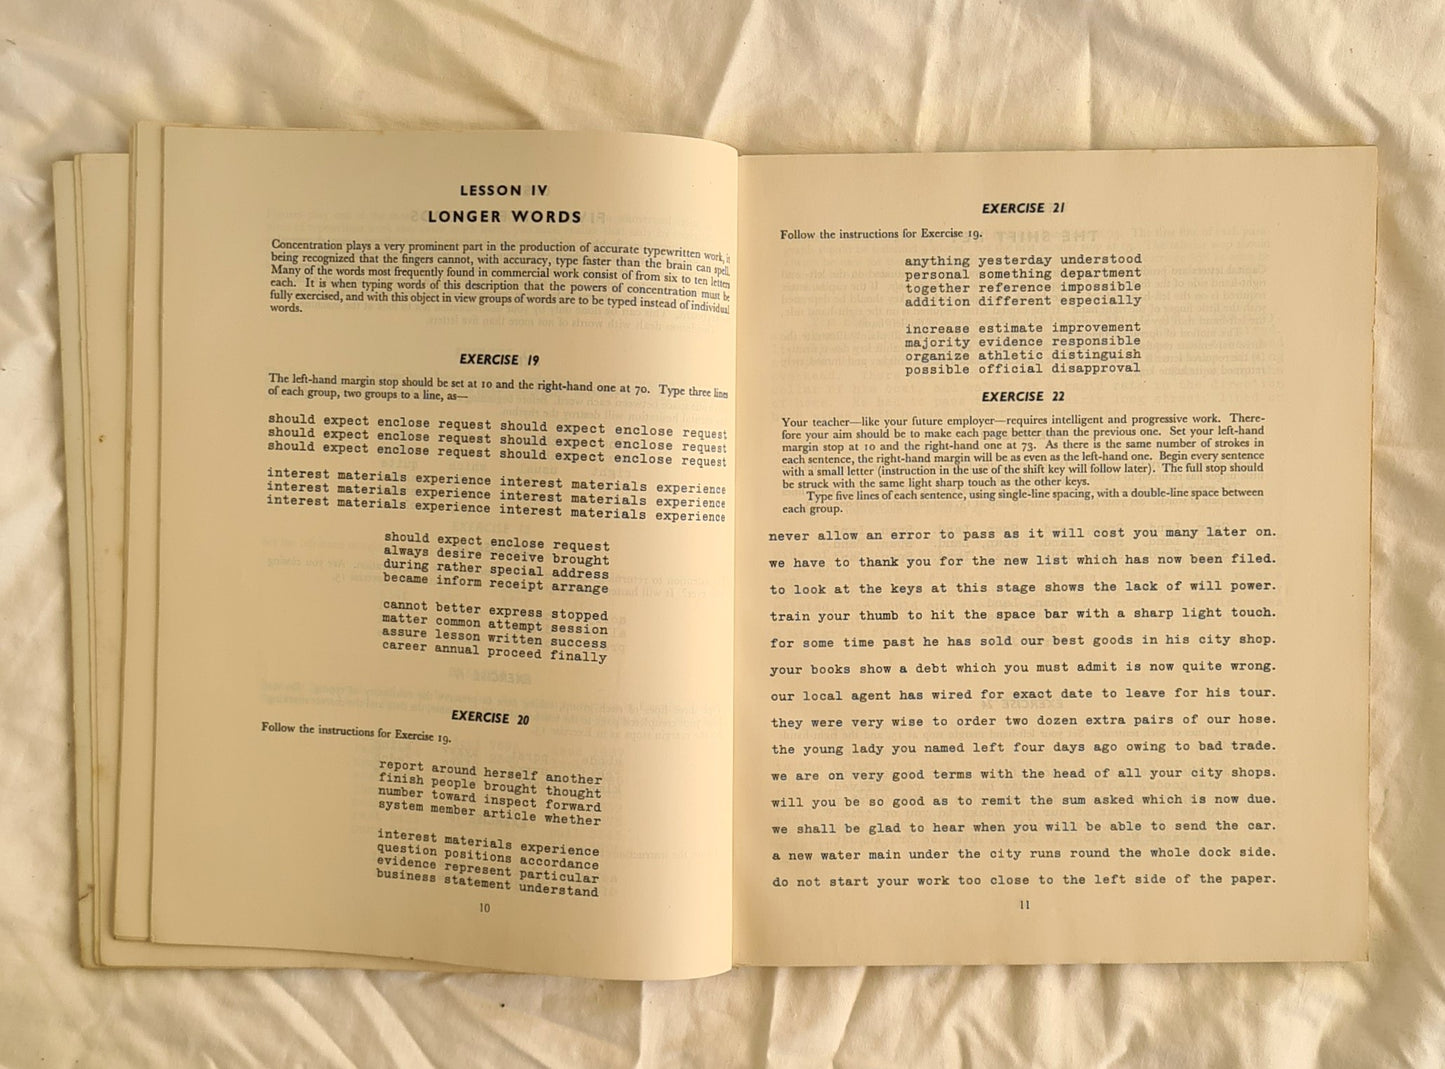 LESSON IV
LONGER WORDS
Concentration plays a very prominent part in the production of accurate typewritten work, it
being recognized that the fingers cannot, with accuracy, type faster than the brain can spell.
Many of the words most frequently found in commercial work consist of from six to ten letters
each. It is when typing words of this description that the powers of concentration must be
fully exercised, and with this object in view groups of words are to be typed instead of individual
words.
EXERCISE 19
The left-hand margin stop should be set at 10 and the right-hand one at 70. Type three lines
of each group, two groups to a line, as—
should expect enclose request should expect enclose request
should expect enclose request should expect enclose request
should expect enclose request should expect enclose request
interest materials experience interest materials experience
interest materials experience interest materials experience
interest materials experience interest materials experience
should expect enclose request
always desire receive brought
during rather special address
became inform receipt arrange
cannot better express stopped
matter common attempt session
assure lesson written success
career annual proceed finally
EXERCISE 20
Follow the instructions for Exercise 19.
report around herself another
finish people brought thought
number toward inspect forward
system member article whether
interest materials experience
question positions accordance
evidence represent particular
business statement understand
10
EXERCISE 21
Follow the instructions for Exercise 19.
anything yesterday understood
personal something department
together reference impossible
addition different especially
increase estimate improvement
majority evidence responsible
organize athletic distinguish
possible official disapproval
EXERCISE 22
Your teacher—like your future employer—requires intelligent and progressive work. There-
fore your aim should be to make each page better than the previous one. Set your left-hand
margin stop at 10 and the right-hand one at 73. As there is the same number of strokes in
each sentence, the right-hand margin will be as even as the left-hand one. Begin every sentence
with a small letter (instruction in the use of the shift key will follow later). The full stop should
be struck with the same light sharp touch as the other keys.
Type five lines of each sentence, using single-line spacing, with a double-line space between
each group.
never allow an error to pass as it will cost you many later on.
we have to thank you for the new list which has now been filed.
to look at the keys at this stage shows the lack of will power.
train your thumb to hit the space bar with a sharp light touch.
for some time past he has sold our best goods in his city shop.
your books show a debt which you must admit is now quite wrong.
our local agent has wired for exact date to leave for his tour.
they were very wise to order two dozen extra pairs of our hose.
the young lady you named left four days ago owing to bad trade.
we are on very good terms with the head of all your city shops.
will you be so good as to remit the sum asked which is now due.
we shall be glad to hear when you will be able to send the car.
a new water main under the city runs round the whole dock side.
do not start your work too close to the left side of the paper.
11